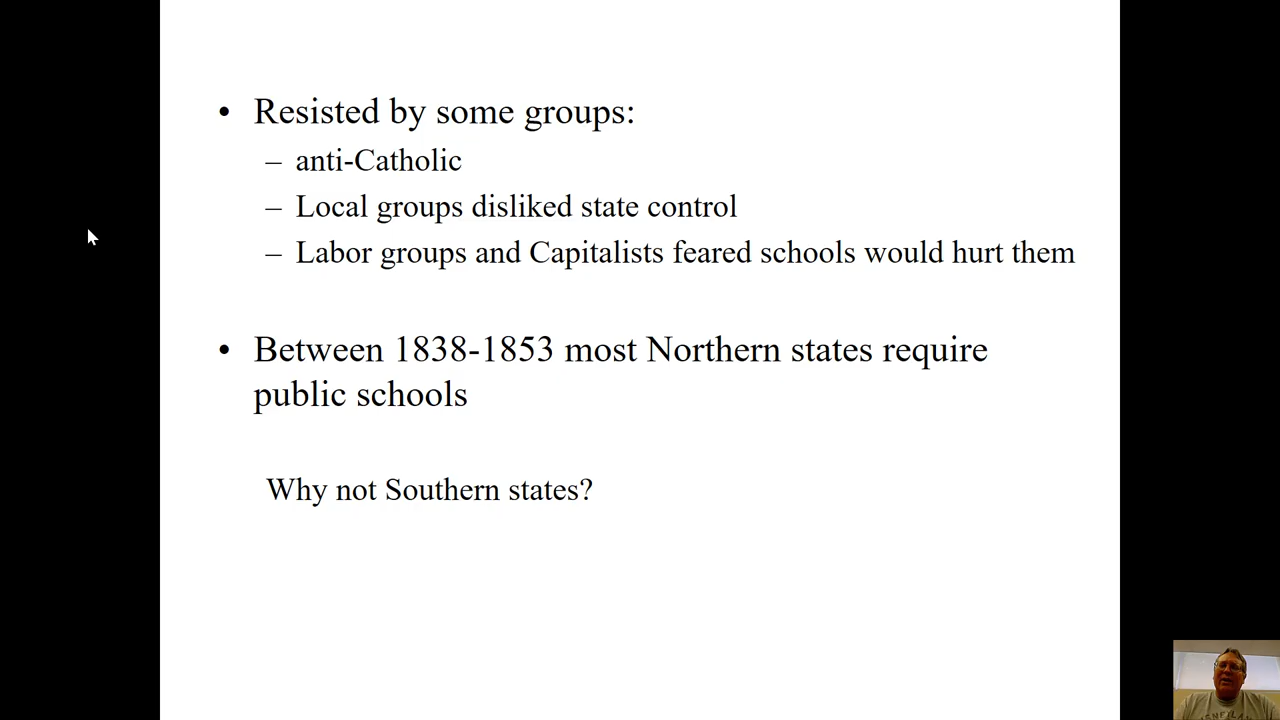 • Resisted by some groups:
– anti-Catholic
– Local groups disliked state control
– Labor groups and Capitalists feared schools would hurt them
• Between 1838-1853 most Northern states require
public schools
Why not Southern states?